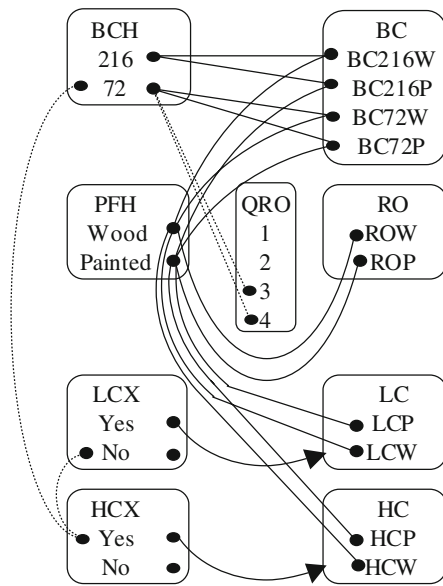 BCH
216
72
BC
BC216W
BC216P
BC72W
BC72P
PFH
Wood
Painted
QRO
1
2
3
4
RO
ROW
ROP
LCX
Yes
No
LC
LCP
LCW
HCX
Yes
No
HC
HCP
HCW